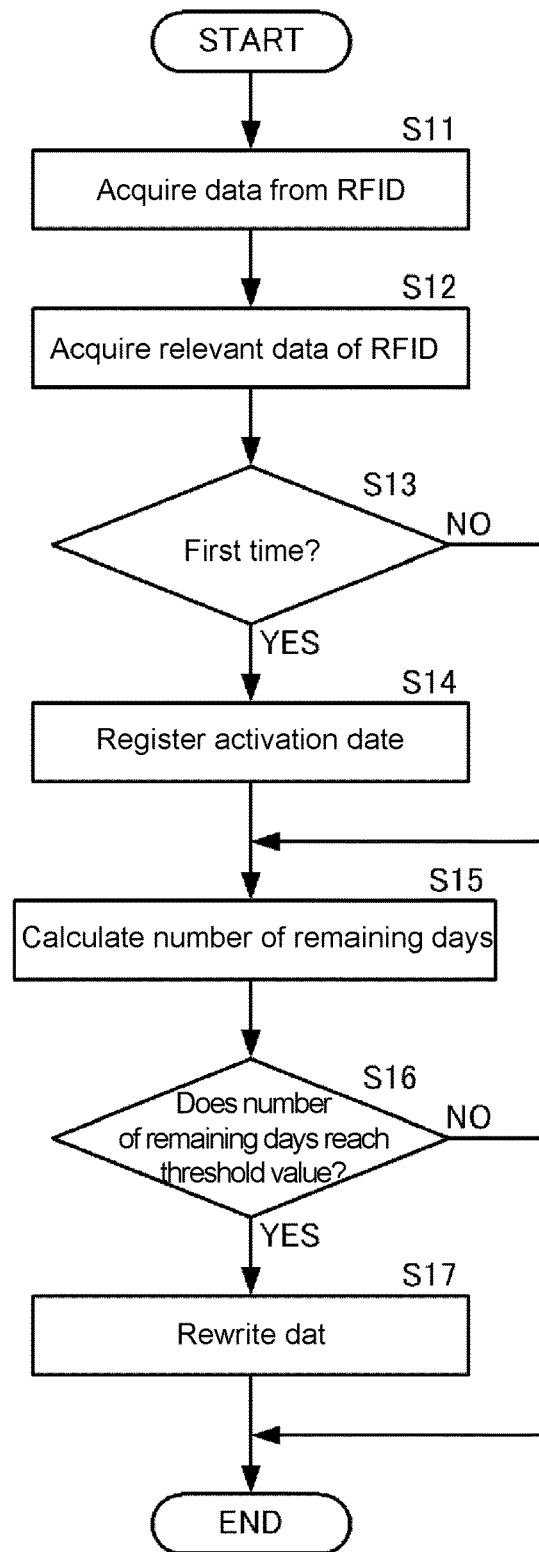 START
S11
Acquire data from RFID
S12
Acquire relevant data of RFID
S13
First time?
NO
YES
S14
Register activation date
S15
Calculate number of remaining days
S16
Does number
of remaining days reach
threshold value?
NO
YES
S17
Rewrite dat
END